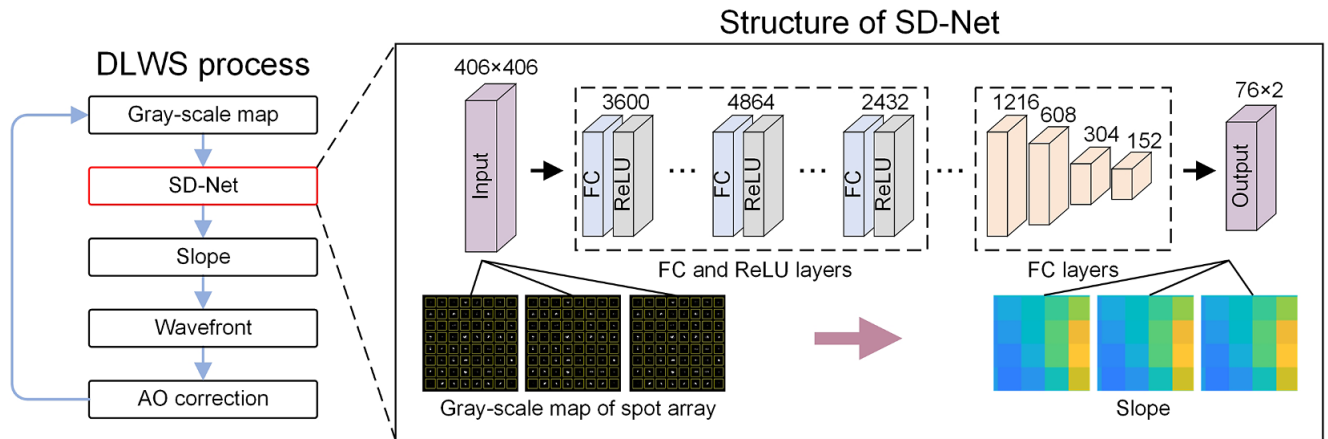 Structure of SD-Net
DLWS process
Gray-scale map
SD-Net
Slope
Wavefront
AO correction
406×406
3600
4864
2432
1216
608
304
152
76×2
Input
FC
ReLU
...
FC
ReLU
...
FC
ReLU
...
Output
FC and ReLU layers
FC layers
Gray-scale map of spot array
Slope